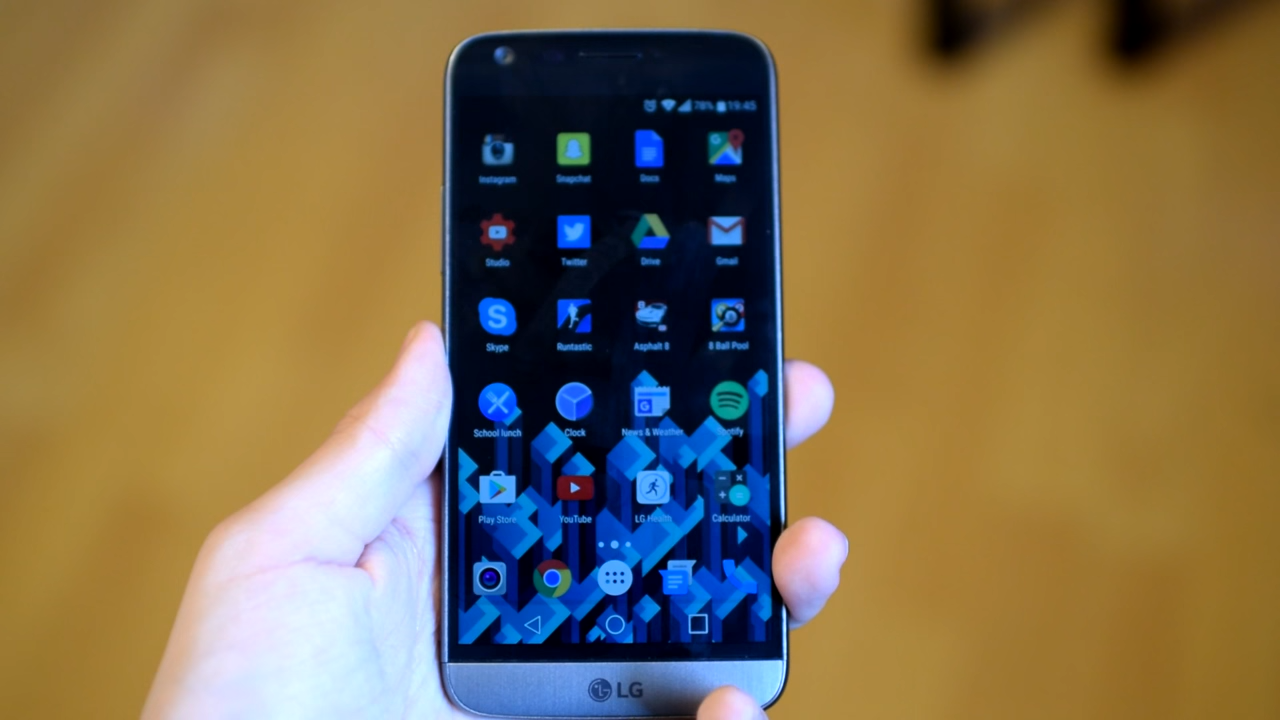 78% 19:45
Instagram Snapchat Docs Maps
G
Studio Twitter Drive Gmail
S
Skype Runtastic Asphalt 8 8 Ball Pool
8
G
School lunch Clock News & Weather Spotify
Play Store YouTube LG Health Calculator
LG